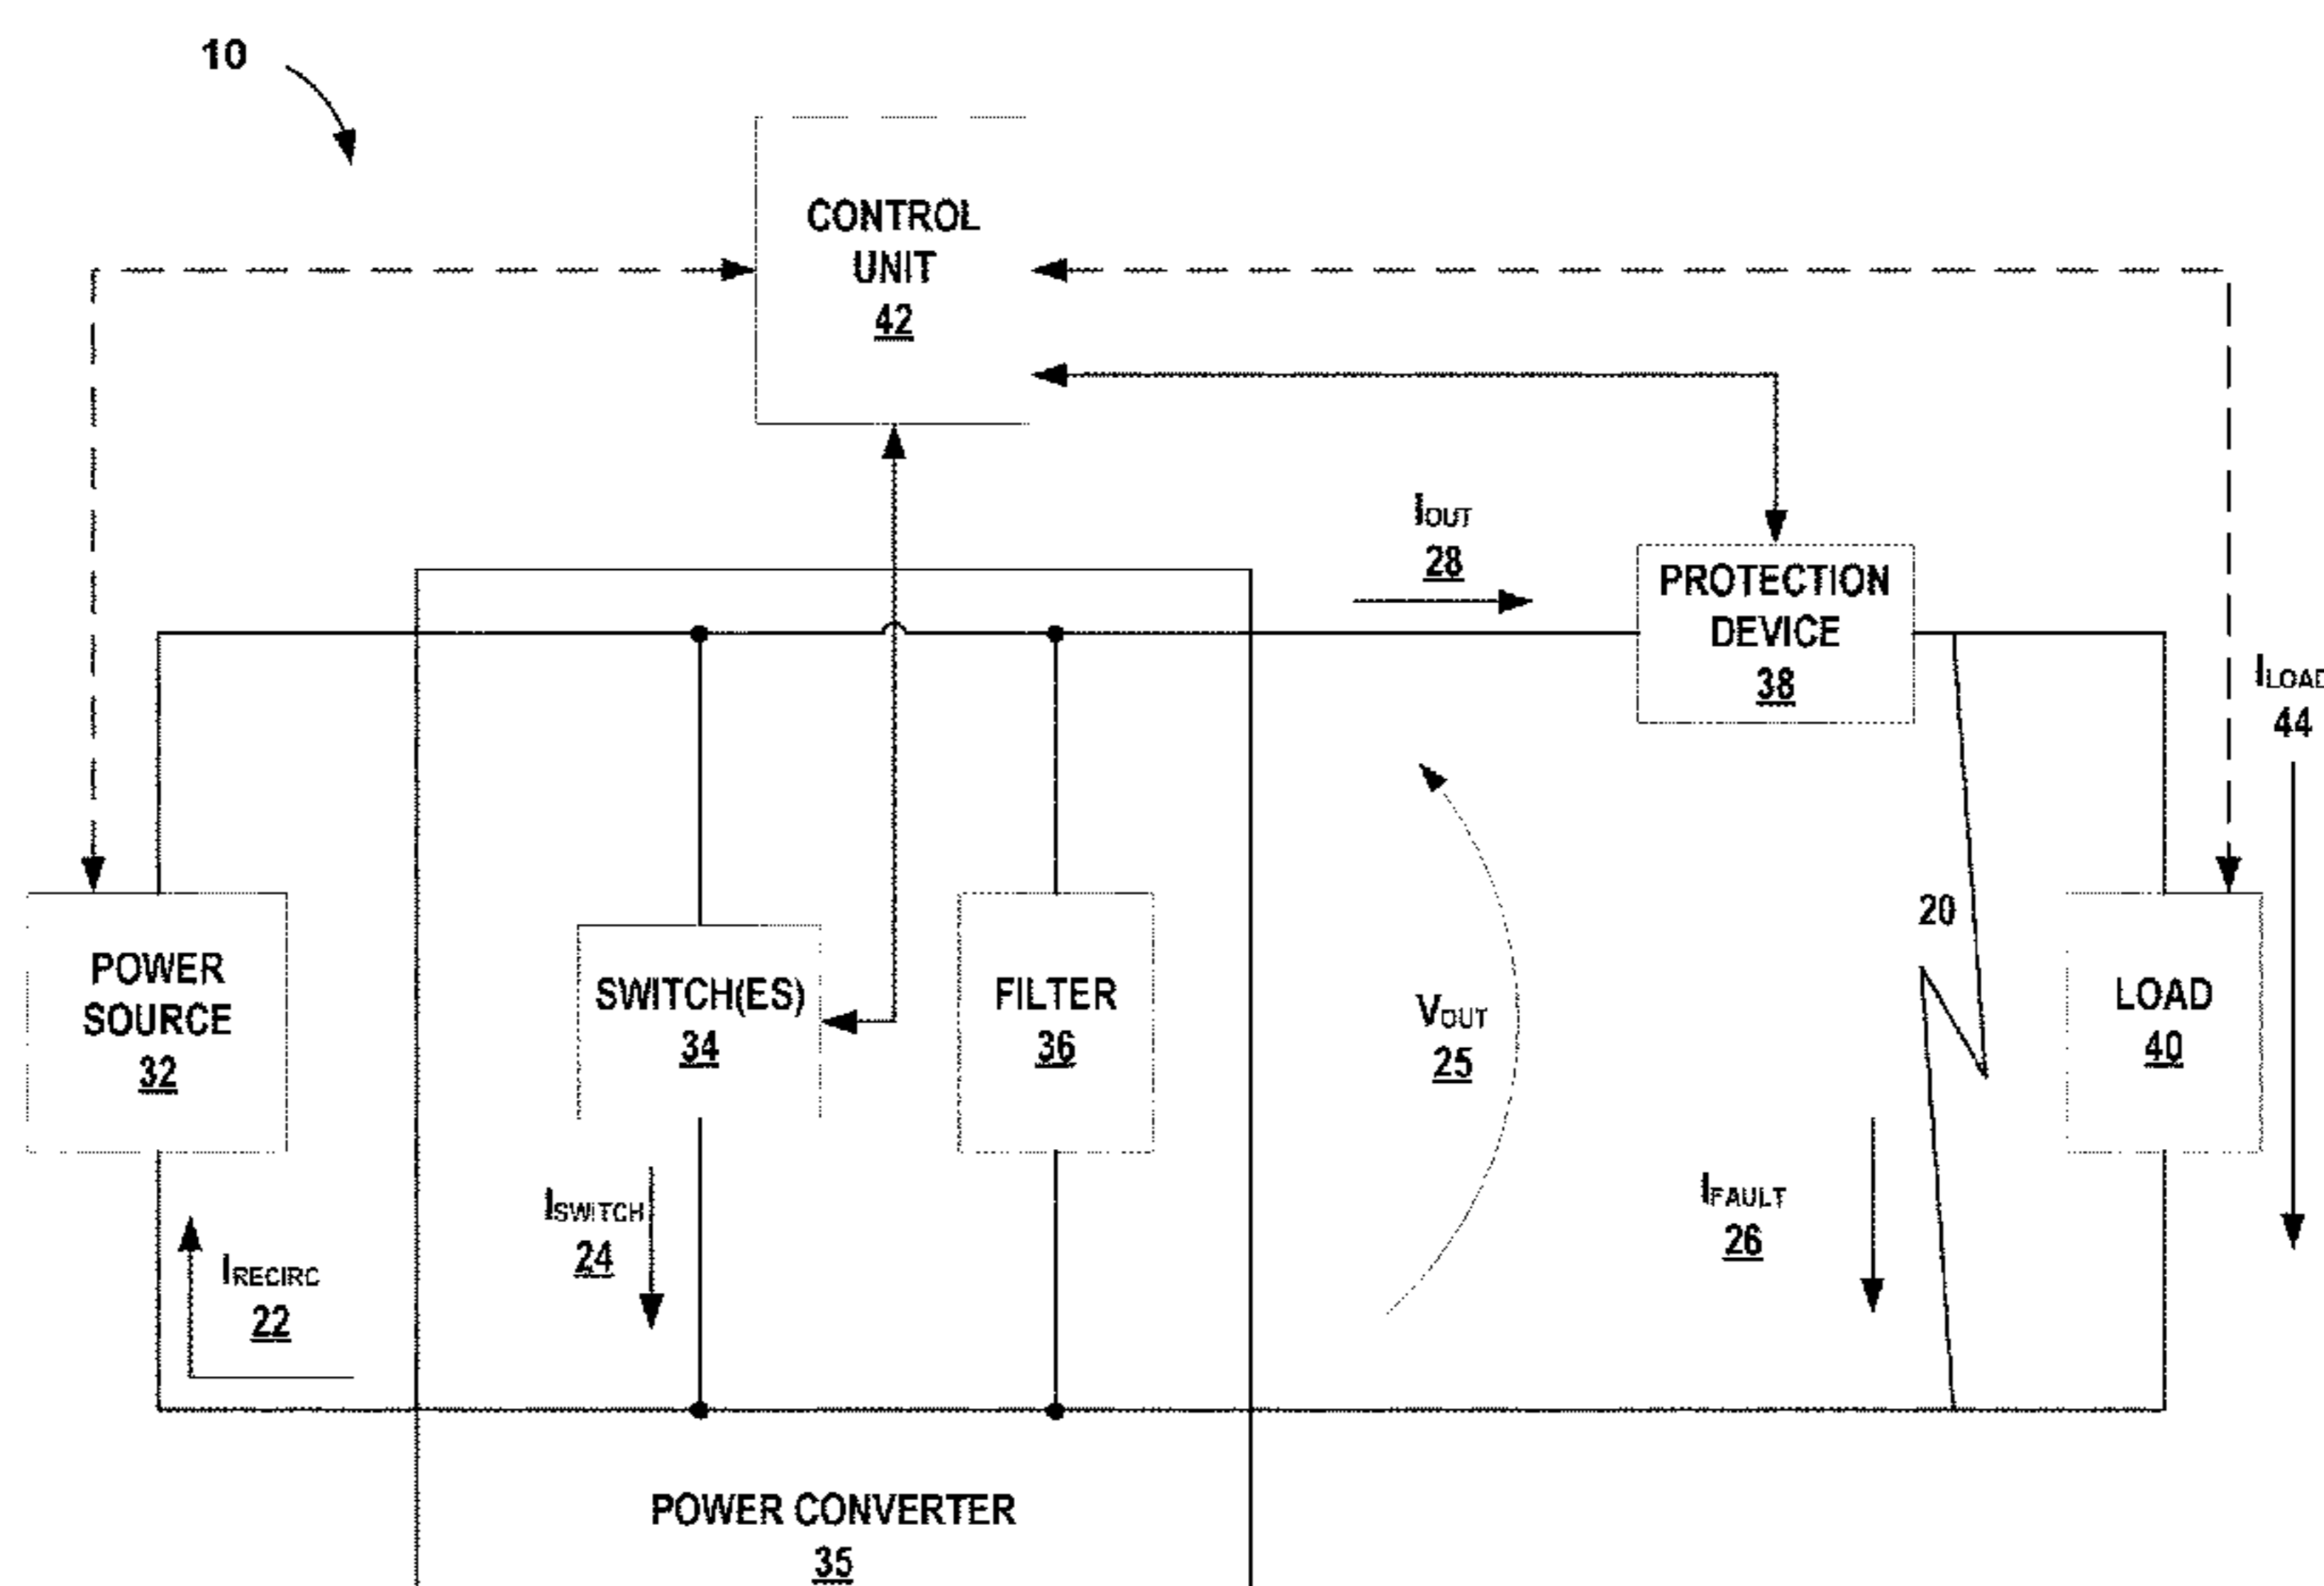 10
CONTROL
UNIT
42
IOUT
28
PROTECTION
DEVICE
38
ILOAD
44
POWER
SOURCE
32
SWITCH(ES)
34
FILTER
36
VOUT
25
20
LOAD
40
ISWITCH
24
IRECIRC
22
IFAULT
26
POWER CONVERTER
35